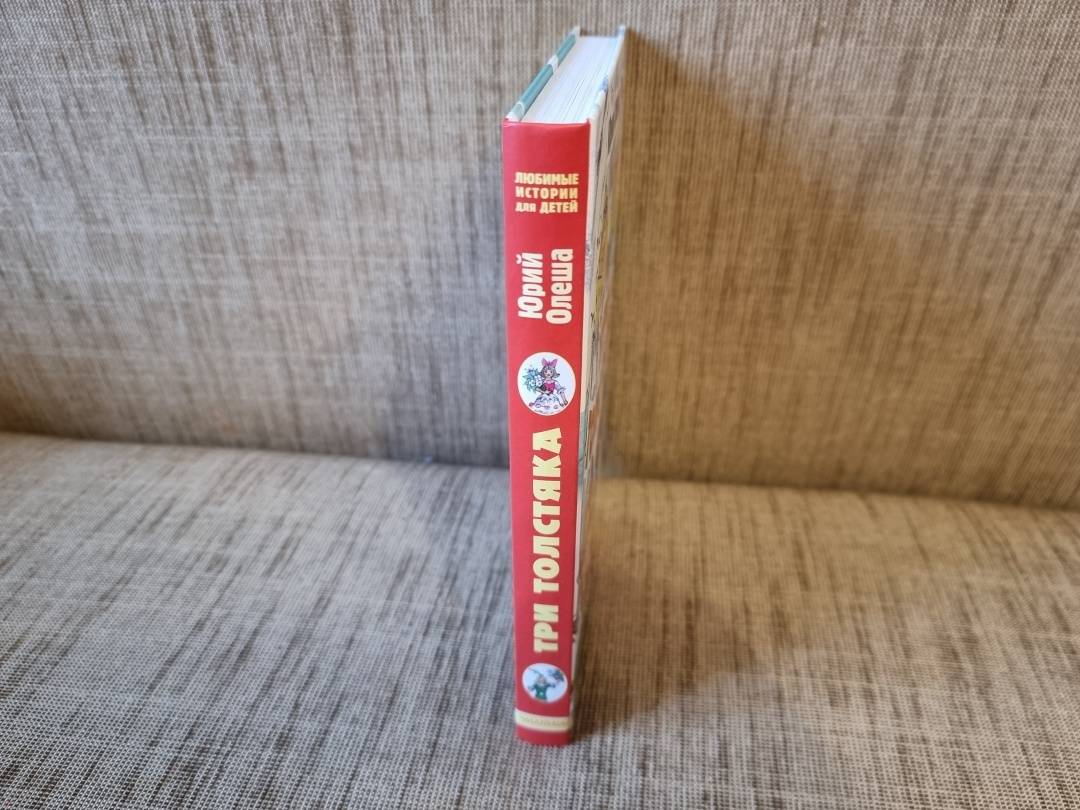 ЛЮБИМЫЕ
ИСТОРИИ
для ДЕТЕЙ
Юрий
Олеша
ТРИ ТОЛСТЯКА